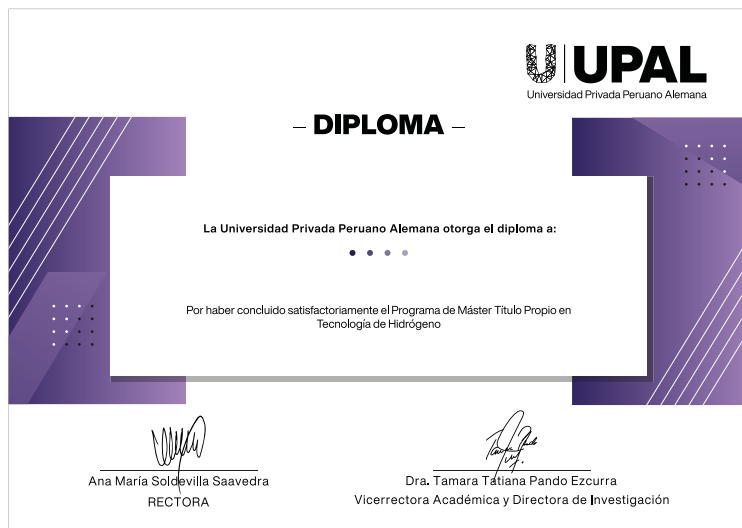 UPAL
Universidad Privada Peruano Alemana
– DIPLOMA –
La Universidad Privada Peruano Alemana otorga el diploma a:
Por haber concluido satisfactoriamente el Programa de Máster Título Propio en
Tecnología de Hidrógeno
Ana María Soldevilla Saavedra
RECTORA
Dra. Tamara Tatiana Pando Ezcurra
Vicerrectora Académica y Directora de Investigación